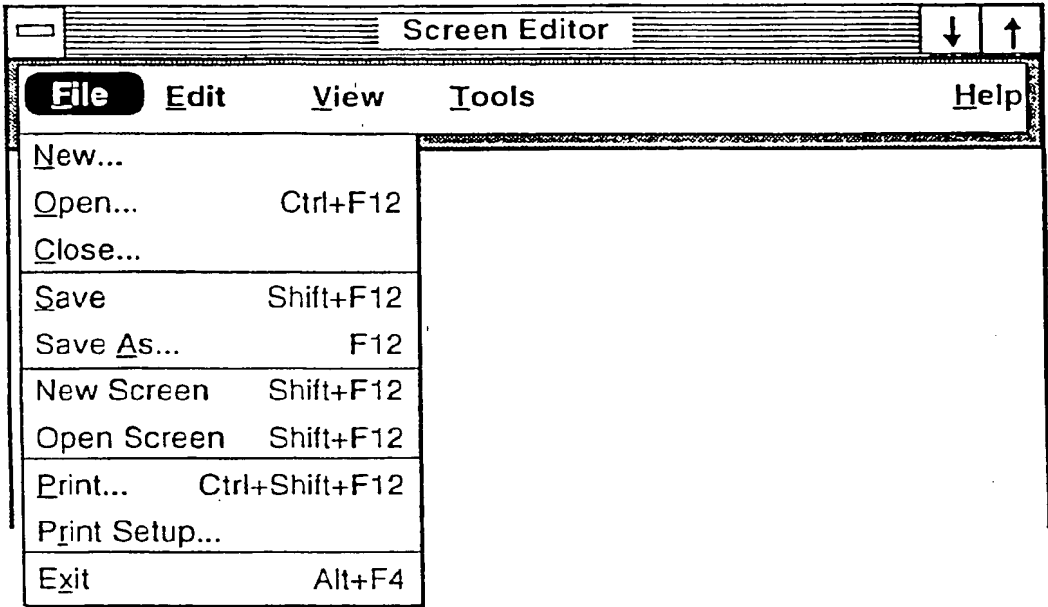 Screen Editor
File Edit View Tools Help
New...
Open... Ctrl+F12
Close...
Save Shift+F12
Save As... F12
New Screen Shift+F12
Open Screen Shift+F12
Print... Ctrl+Shift+F12
Print Setup...
Exit Alt+F4